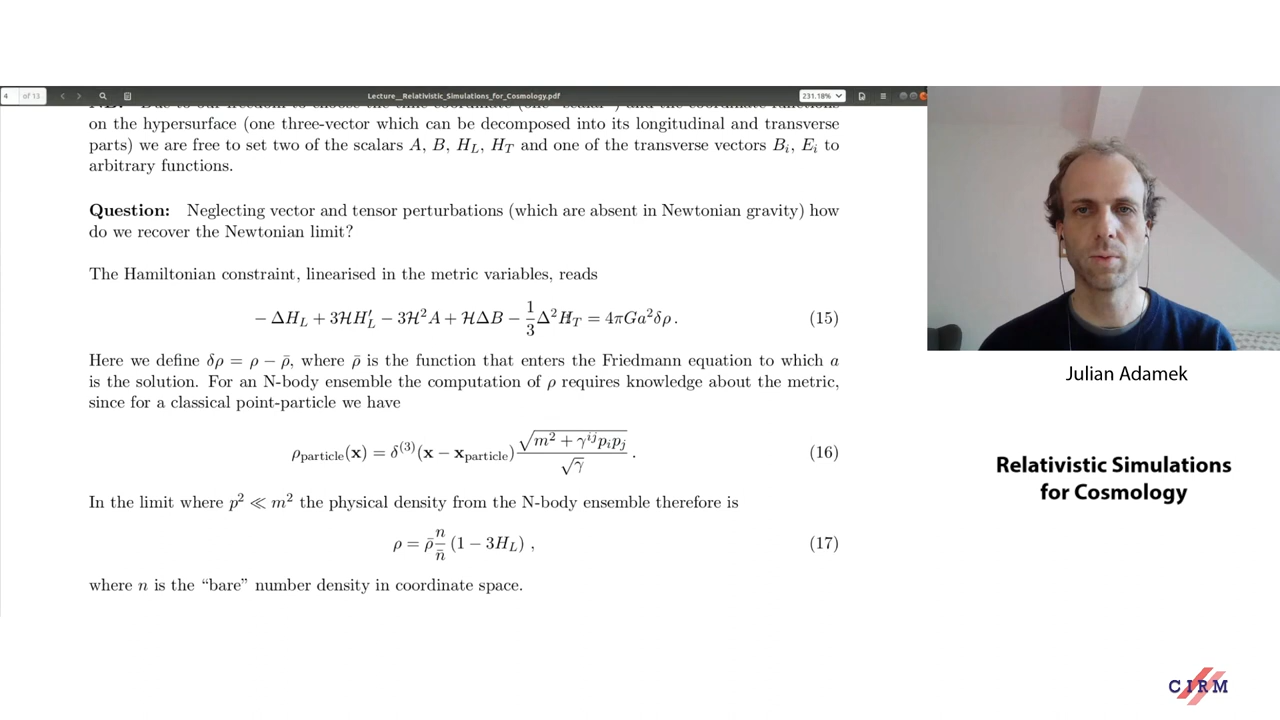 4 of 13 Lecture__Relativistic_Simulations_for_Cosmology.pdf 231.18%
on the hypersurface (one three-vector which can be decomposed into its longitudinal and transverse
parts) we are free to set two of the scalars A, B, H_L, H_T and one of the transverse vectors B_i, E_i to
arbitrary functions.
Question: Neglecting vector and tensor perturbations (which are absent in Newtonian gravity) how
do we recover the Newtonian limit?
The Hamiltonian constraint, linearised in the metric variables, reads
− ΔH_L + 3ℋH′_L − 3ℋ²A + ℋΔB − 1/3 Δ²H_T = 4πGa²δρ . (15)
Here we define δρ = ρ − ρ̄, where ρ̄ is the function that enters the Friedmann equation to which a
is the solution. For an N-body ensemble the computation of ρ requires knowledge about the metric,
since for a classical point-particle we have
ρ_particle(x) = δ^(3)(x − x_particle) √(m² + γ^ij p_i p_j) / √γ . (16)
In the limit where p² ≪ m² the physical density from the N-body ensemble therefore is
ρ = ρ̄ n/n̄ (1 − 3H_L) , (17)
where n is the “bare” number density in coordinate space.
Julian Adamek
Relativistic Simulations
for Cosmology
CIRM